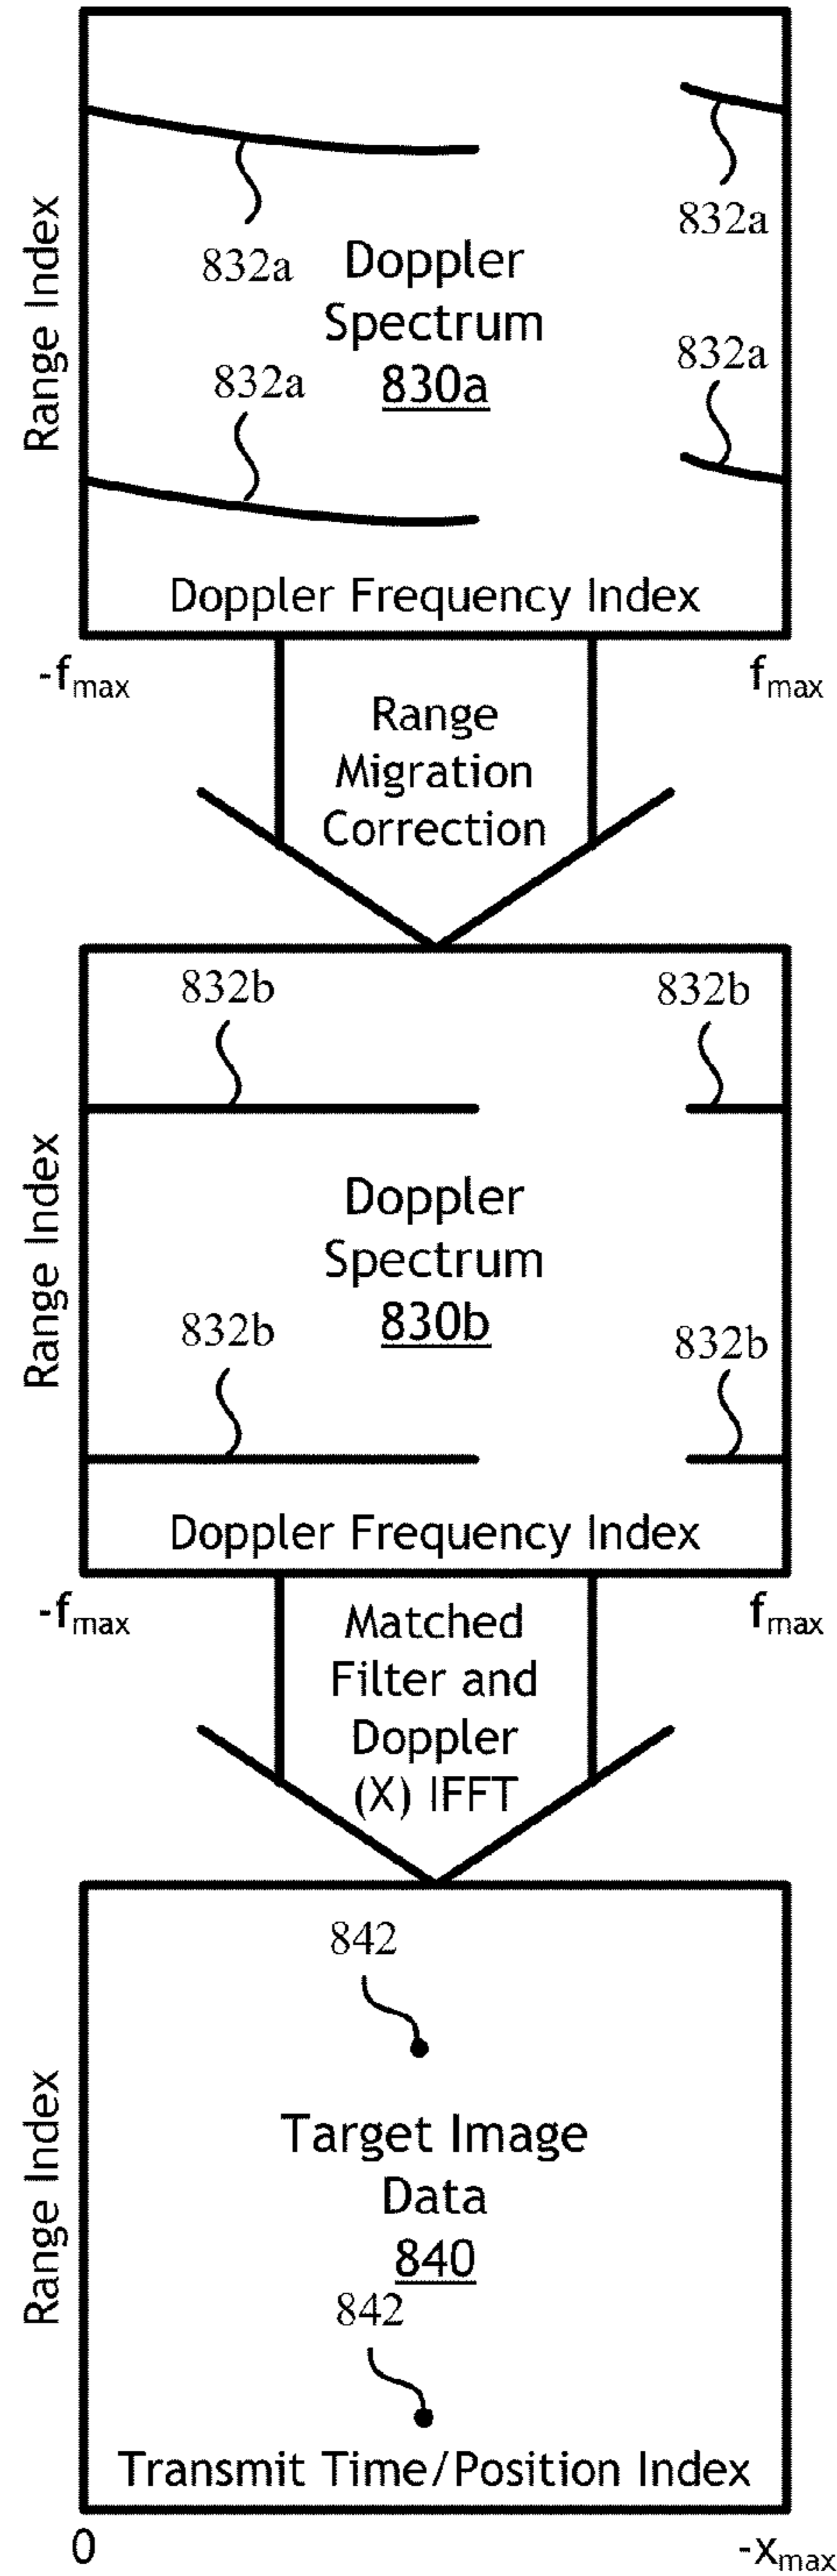 832a
832a
Doppler
Spectrum
830a
832a
832a
Range Index
Doppler Frequency Index
-fmax
fmax
Range
Migration
Correction
832b
832b
Doppler
Spectrum
830b
832b
832b
Range Index
Doppler Frequency Index
-fmax
fmax
Matched
Filter and
Doppler
(X) IFFT
842
Target Image
Data
840
842
Range Index
Transmit Time/Position Index
0
-xmax